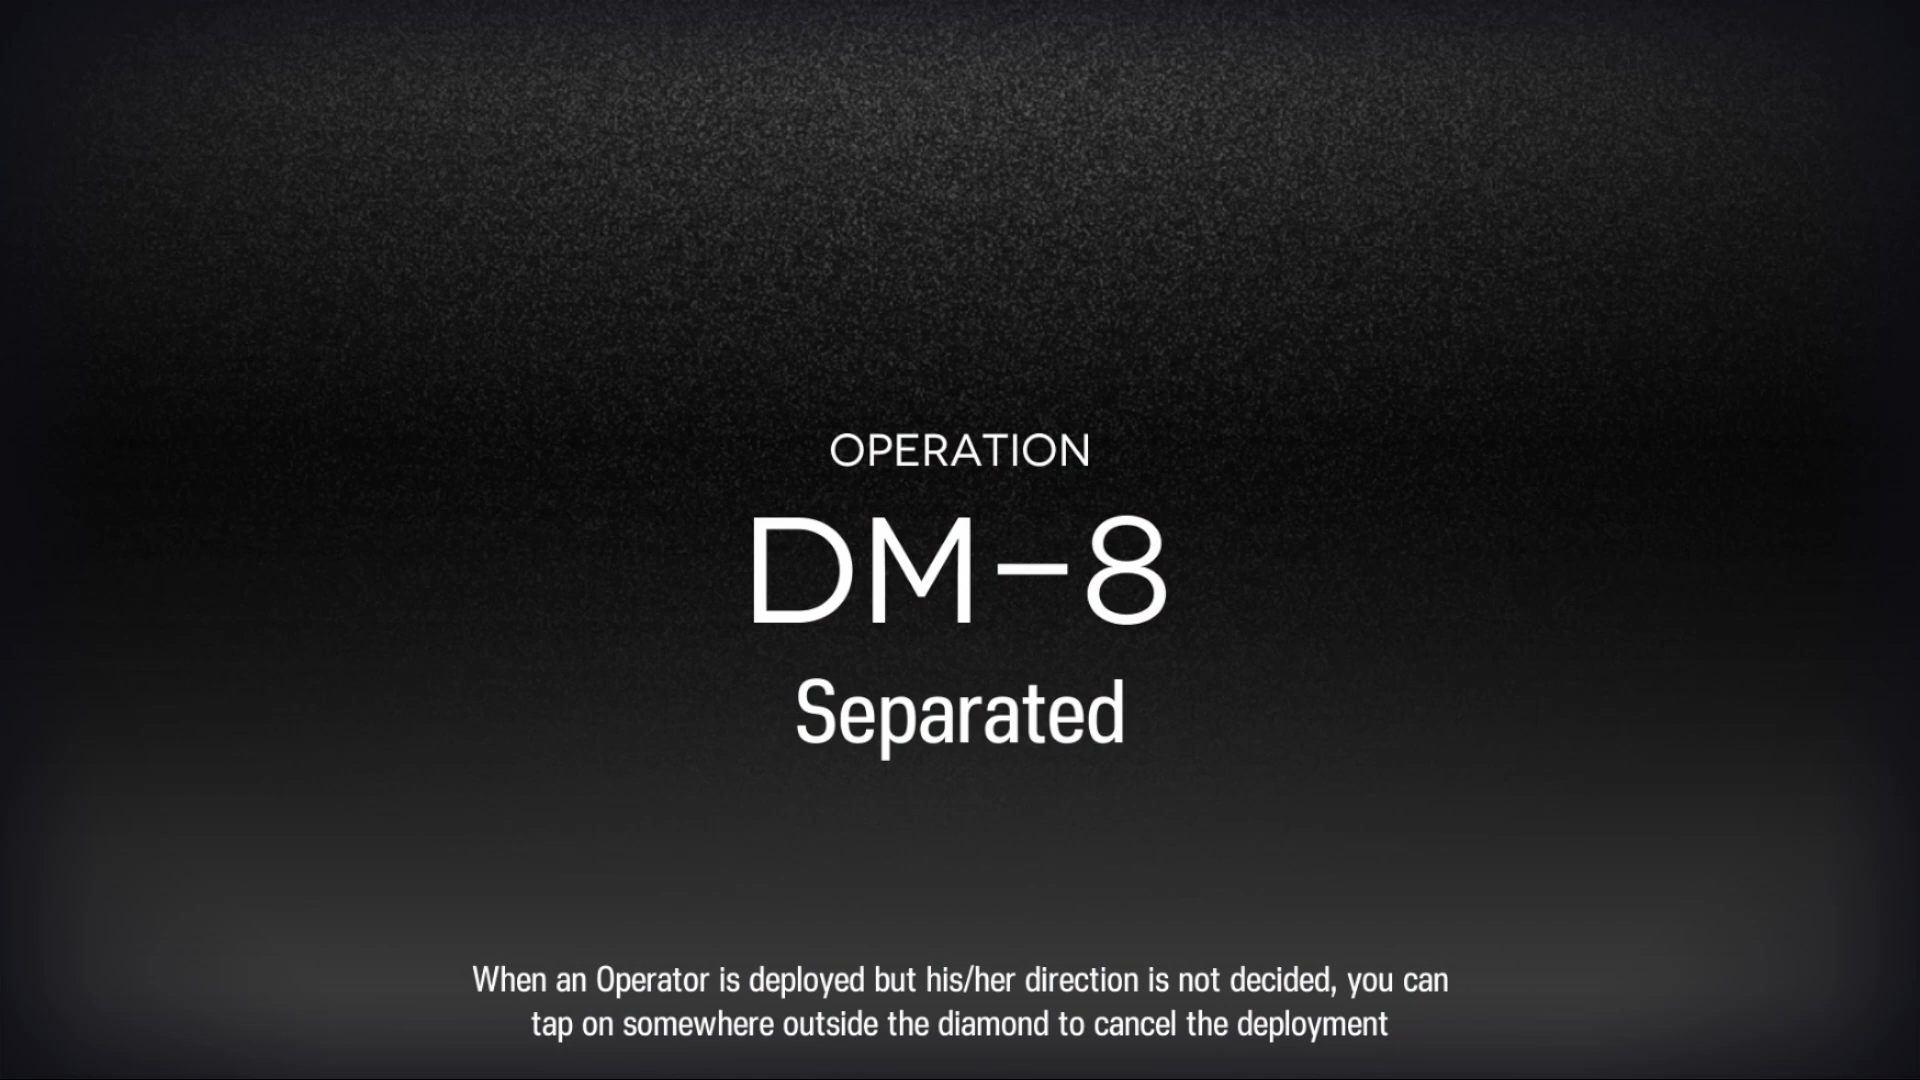 OPERATION
DM-8
Separated
When an Operator is deployed but his/her direction is not decided, you can
tap on somewhere outside the diamond to cancel the deployment